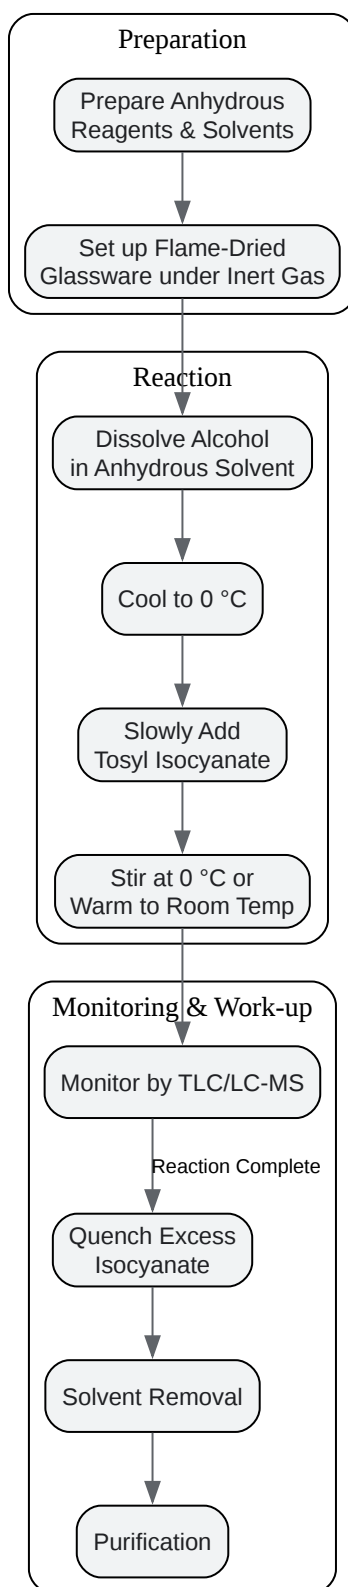 Preparation
Prepare Anhydrous
Reagents & Solvents
Set up Flame-Dried
Glassware under Inert Gas
Reaction
Dissolve Alcohol
in Anhydrous Solvent
Cool to 0 °C
Slowly Add
Tosyl Isocyanate
Stir at 0 °C or
Warm to Room Temp
Monitoring & Work-up
Monitor by TLC/LC-MS
Reaction Complete
Quench Excess
Isocyanate
Solvent Removal
Purification